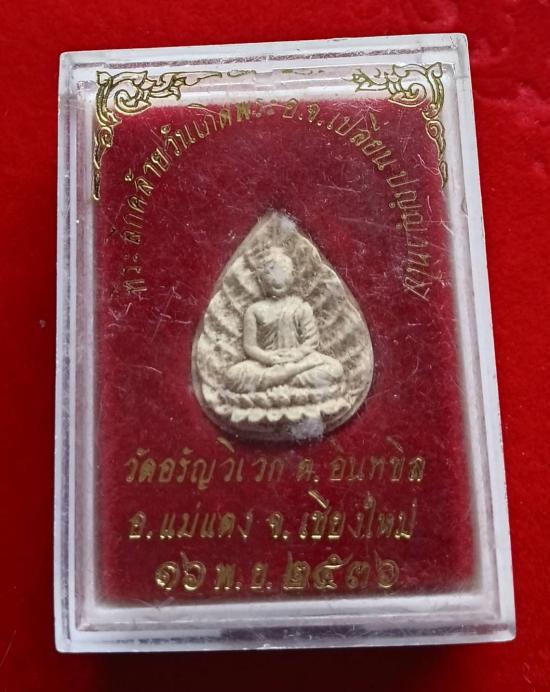 ที่ระลึกคล้ายวันเกิดพระ อ.จ.เปลี่ยน ปญฺญาปทีโป
วัดอรัญวิเวก ต. อินทขิล
อ. แม่แตง จ. เชียงใหม่
๑๖ พ.ย. ๒๕๓๖